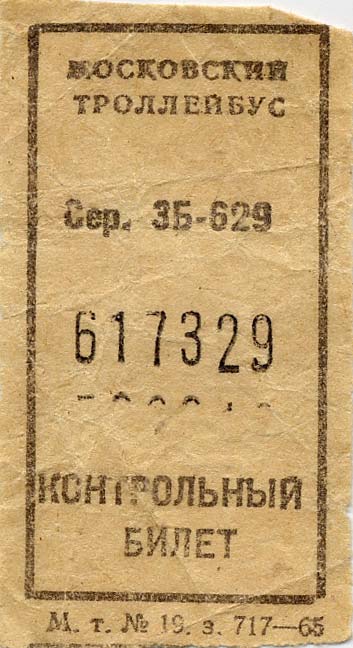 МОСКОВСКИЙ
ТРОЛЛЕЙБУС
Сер. ЗБ-629
617329
КОНТРОЛЬНЫЙ
БИЛЕТ
М. т. № 19. з. 717—65